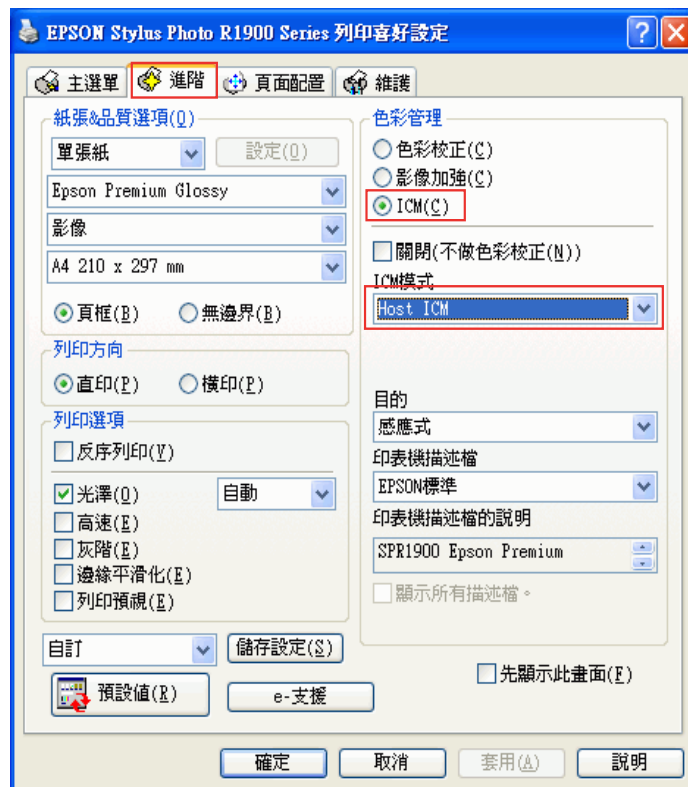 EPSON Stylus Photo R1900 Series 列印喜好設定
主選單 進階 頁面配置 維護
紙張&品質選項(O)
單張紙 設定(O)
Epson Premium Glossy
影像
A4 210 x 297 mm
頁框(B) 無邊界(B)
列印方向
直印(P) 橫印(P)
列印選項
反序列印(V)
光澤(O) 自動
高速(E)
灰階(E)
邊緣平滑化(E)
列印預視(E)
自訂 儲存設定(S)
預設值(R) e-支援
色彩管理
色彩校正(C)
影像加強(C)
ICM(C)
關閉(不做色彩校正(N))
ICM模式
Host ICM
目的
感應式
印表機描述檔
EPSON標準
印表機描述檔的說明
SPR1900 Epson Premium
顯示所有描述檔。
先顯示此畫面(F)
確定 取消 套用(A) 說明